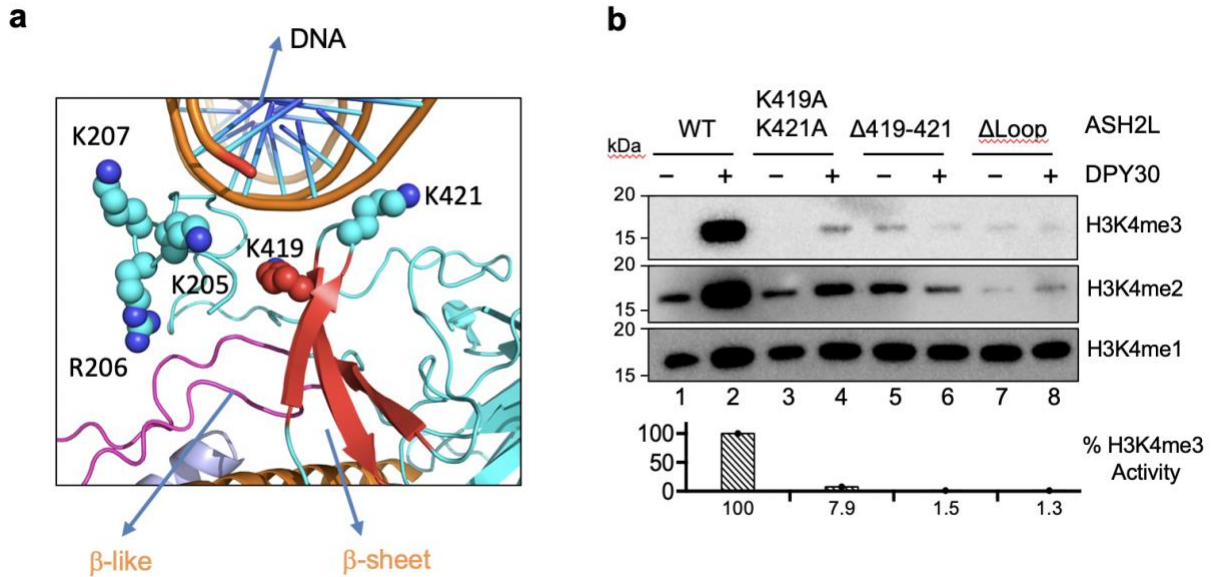 a
DNA
K207
K421
K419
K205
R206
β-like
β-sheet
b
K419A
WT K421A Δ419-421 ΔLoop ASH2L
kDa
– + – + – + – + DPY30
20
15
H3K4me3
20
15
H3K4me2
20
15
H3K4me1
1 2 3 4 5 6 7 8
100
50
0
% H3K4me3
Activity
100 7.9 1.5 1.3